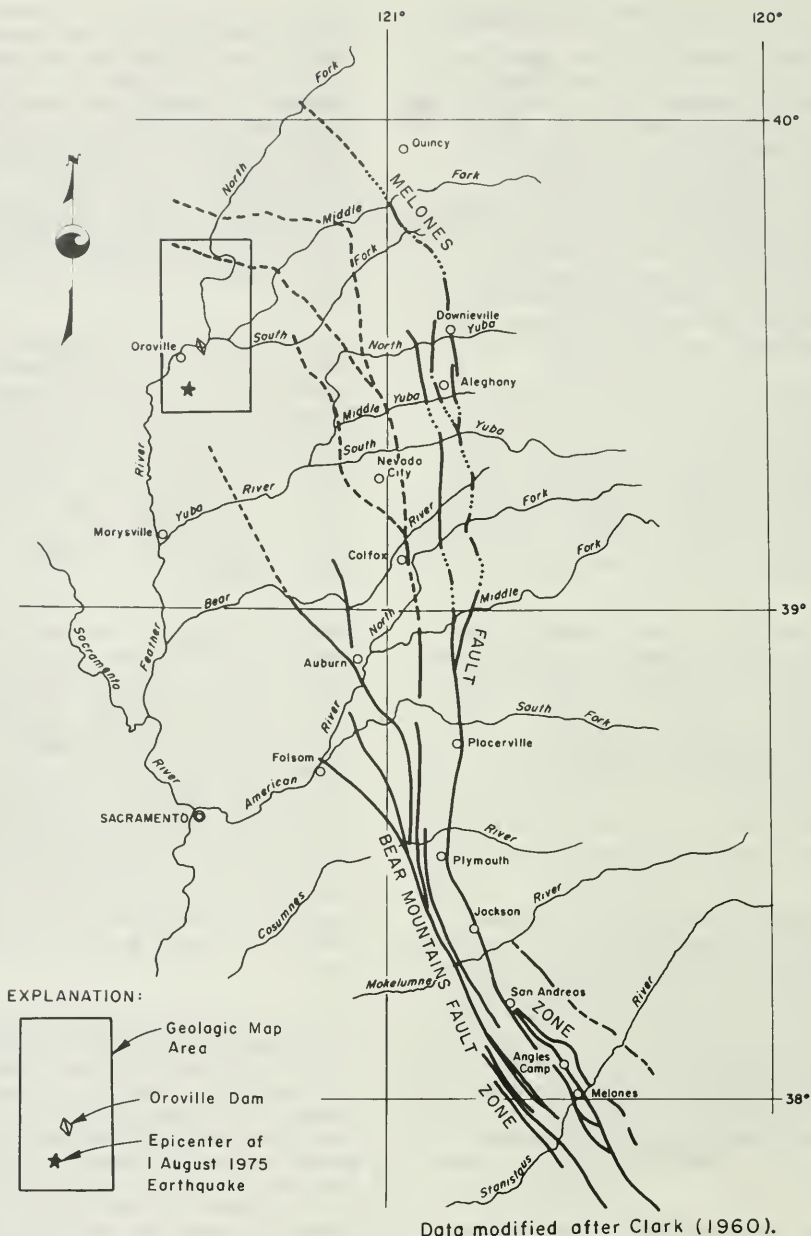 121°
120°
40°
Fork
N
Quincy
North
Fork
MELONES
Middle
Fork
Downieville
Oroville
South
North
Yuba
Aleghony
River
Middle
Yuba
South
Yuba
Nevada
City
River
Yuba
River
Fork
Marysville
Colfax
Fork
Bear
Middle
39°
North
Sacramento
Feather
FAULT
Auburn
South
River
Fork
Placerville
Folsom
River
American
SACRAMENTO
River
Plymouth
BEAR MOUNTAINS FAULT ZONE
River
Cosumnes
Jackson
Mokelumne
River
San Andreas
ZONE
Angles
Camp
Melones
38°
Stanislaus
EXPLANATION:
Geologic Map
Area
Oroville Dam
Epicenter of
1 August 1975
Earthquake
Data modified after Clark (1960).